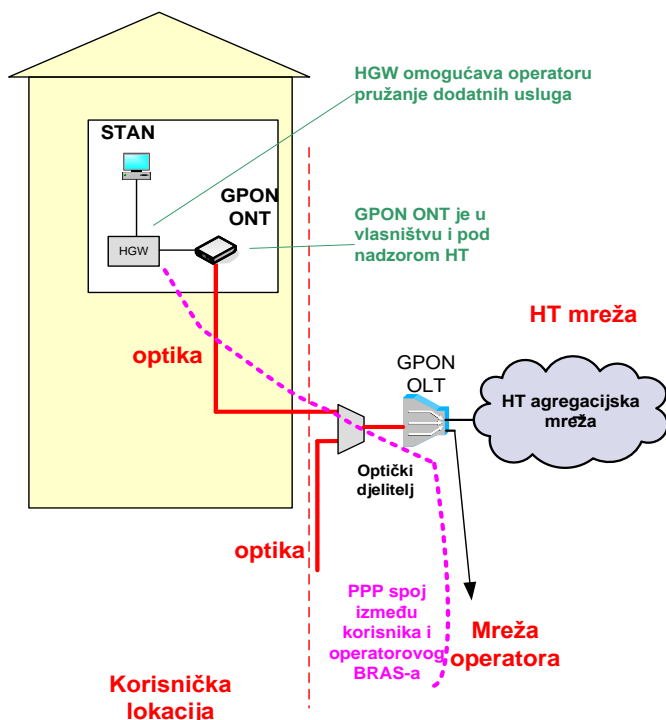 HGW omogućava operatoru
pružanje dodatnih usluga
STAN
GPON
ONT
HGW
GPON ONT je u
vlasništvu i pod
nadzorom HT
HT mreža
optika
GPON
OLT
HT agregacijska
mreža
Optički
djelitelj
optika
PPP spoj
između
korisnika i
operatorovog
BRAS-a
Mreža
operatora
Korisnička
lokacija